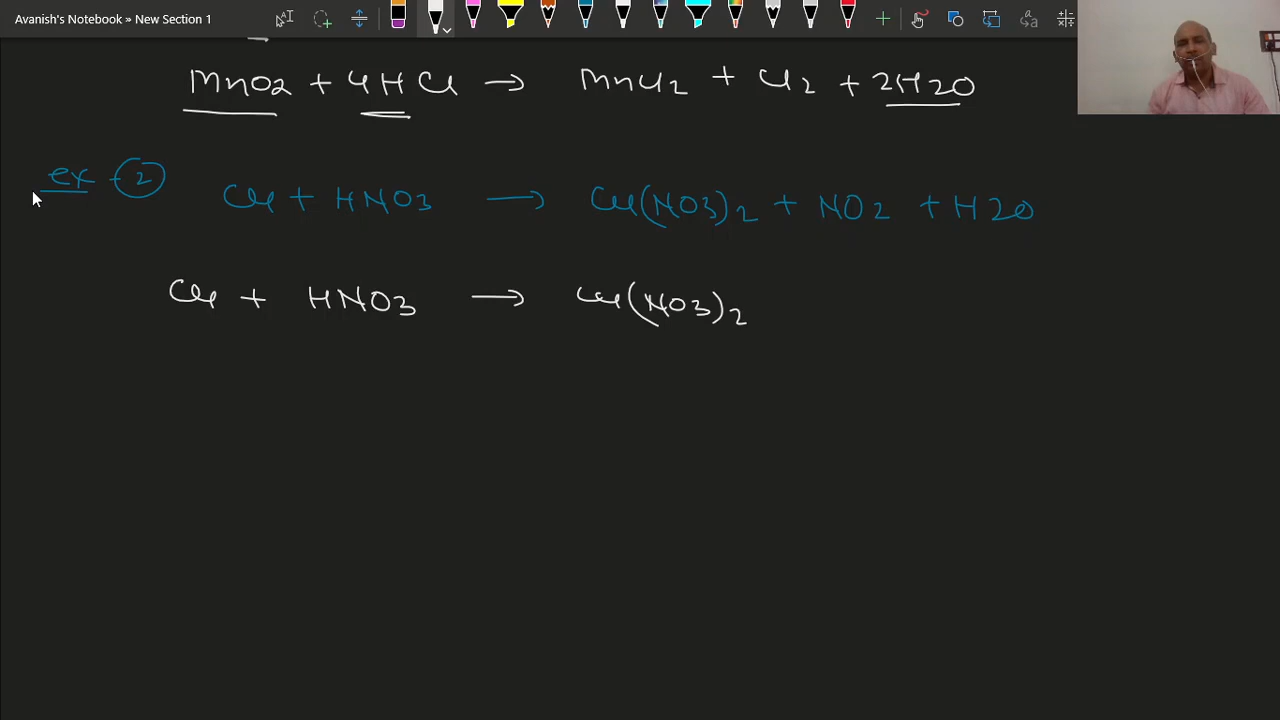 Avanish's Notebook » New Section 1
MnO2 + 4HCl → MnCl2 + Cl2 + 2H2O
ex - 2 Cu + HNO3 → Cu(NO3)2 + NO2 + H2O
Cu + HNO3 → Cu(NO3)2